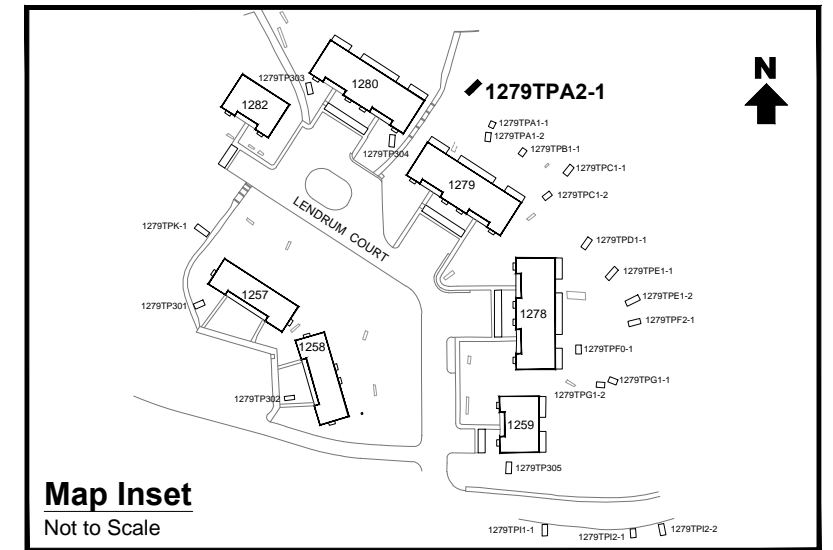 1279TP303
1280
1282
N
1279TPA2-1
1279TPA1-1
1279TPA1-2
1279TPB1-1
1279TP304
1279TPC1-1
1279
1279TPC1-2
LENDRUM COURT
1279TPK-1
1279TPD1-1
1279TPE1-1
1257
1279TPE1-2
1279TP301
1278
1279TPF2-1
1258
1279TPF0-1
1279TPG1-1
1279TPG1-2
1279TP302
1259
1279TP305
Map Inset
Not to Scale
1279TPI1-1
1279TPI2-1
1279TPI2-2